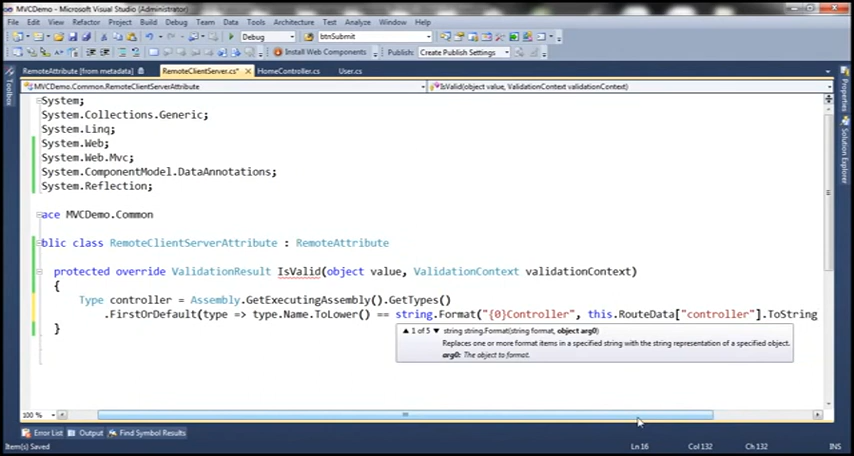 MVCDemo - Microsoft Visual Studio (Administrator)
File Edit View Refactor Project Build Debug Team Data Tools Architecture Test Analyze Window Help
Debug btnSubmit
Install Web Components Publish: Create Publish Settings
RemoteAttribute [from metadata] RemoteClientServer.cs* × HomeController.cs User.cs
MVCDemo.Common.RemoteClientServerAttribute IsValid(object value, ValidationContext validationContext)
Toolbox
Properties
Solution Explorer
System;
System.Collections.Generic;
System.Linq;
System.Web;
System.Web.Mvc;
System.ComponentModel.DataAnnotations;
System.Reflection;
ace MVCDemo.Common
blic class RemoteClientServerAttribute : RemoteAttribute
protected override ValidationResult IsValid(object value, ValidationContext validationContext)
{
Type controller = Assembly.GetExecutingAssembly().GetTypes()
.FirstOrDefault(type => type.Name.ToLower() == string.Format("{0}Controller", this.RouteData["controller"].ToString
}
▲ 1 of 5 ▼ string string.Format(string format, object arg0)
Replaces one or more format items in a specified string with the string representation of a specified object.
arg0: The object to format.
100 %
Error List Output Find Symbol Results
Item(s) Saved Ln 16 Col 132 Ch 132 INS